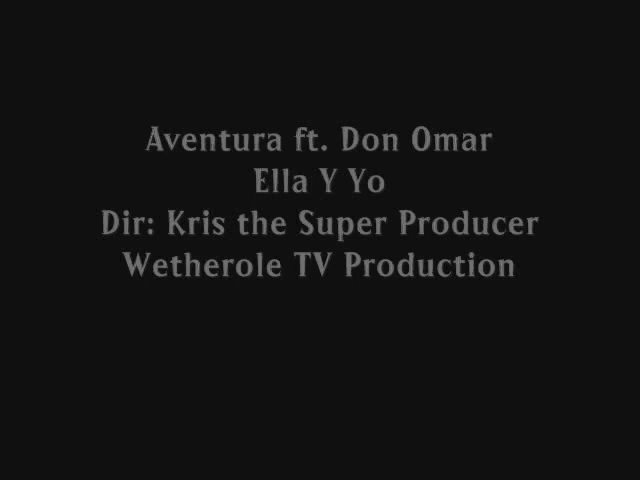 Aventura ft. Don Omar
Ella Y Yo
Dir: Kris the Super Producer
Wetherole TV Production